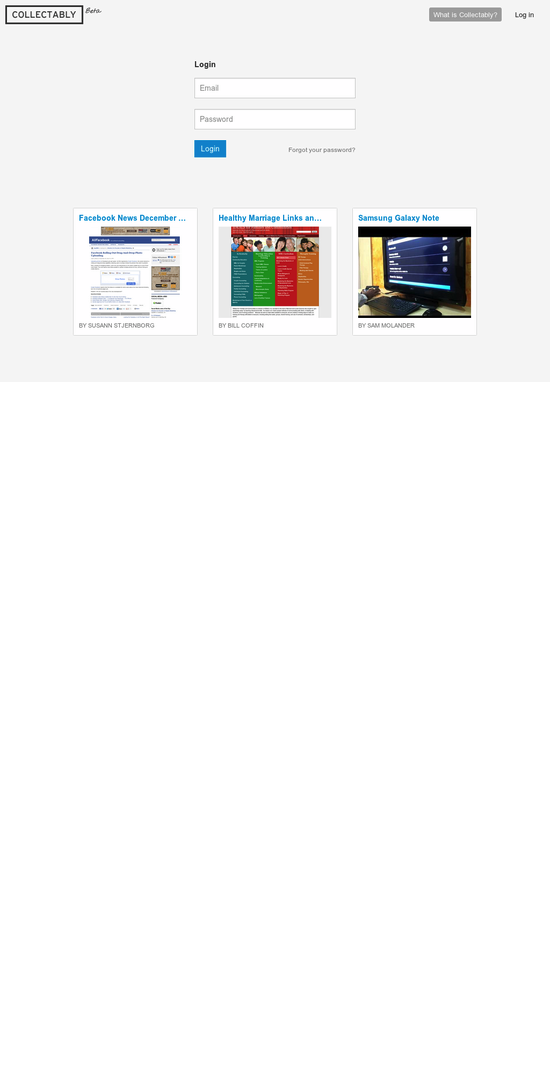 COLLECTABLY Beta
What is Collectably?
Log in
Login
Email
Password
Login
Forgot your password?
Facebook News December ...
Healthy Marriage Links an...
Samsung Galaxy Note
BY SUSANN STJERNBORG
BY BILL COFFIN
BY SAM MOLANDER